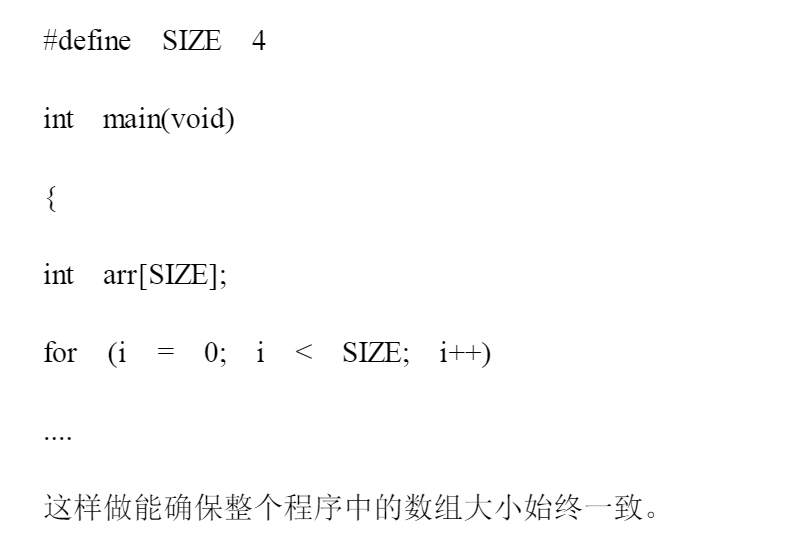 #define SIZE 4
int main(void)
{
int arr[SIZE];
for (i = 0; i < SIZE; i++)
....
这样做能确保整个程序中的数组大小始终一致。